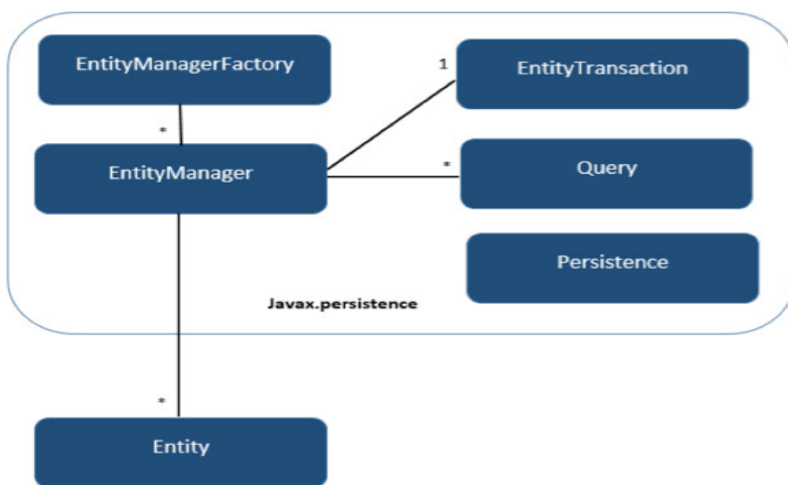 EntityManagerFactory
1
EntityTransaction
*
EntityManager
*
Query
Persistence
Javax.persistence
*
Entity